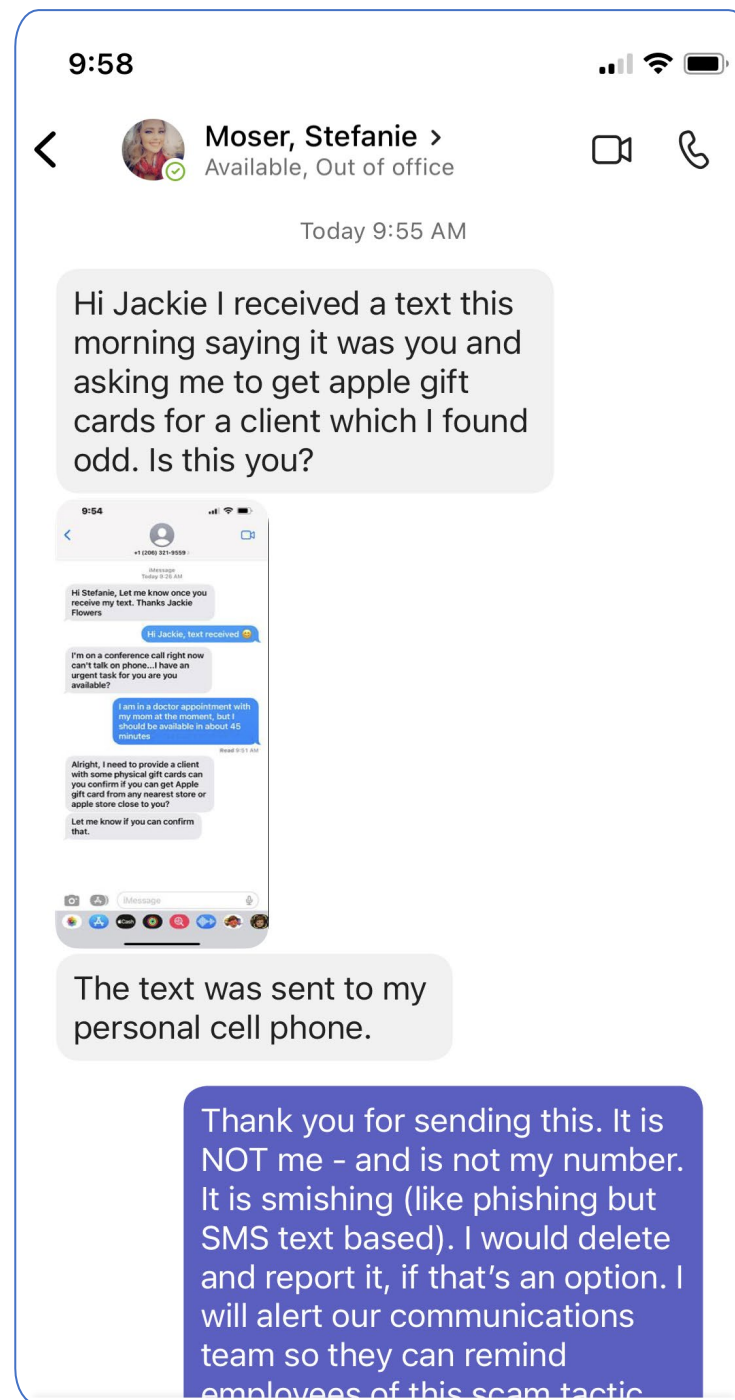 9:58
Moser, Stefanie >
Available, Out of office
Today 9:55 AM
Hi Jackie I received a text this
morning saying it was you and
asking me to get apple gift
cards for a client which I found
odd. Is this you?
9:54
+1 (206) 321-9559
iMessage
Today 9:26 AM
Hi Stefanie, Let me know once you
receive my text. Thanks Jackie
Flowers
Hi Jackie, text received
I'm on a conference call right now
can't talk on phone...I have an
urgent task for you are you
available?
I am in a doctor appointment with
my mom at the moment, but I
should be available in about 45
minutes
Read 9:51 AM
Alright, I need to provide a client
with some physical gift cards can
you confirm if you can get Apple
gift card from any nearest store or
apple store close to you?
Let me know if you can confirm
that.
iMessage
Cash
The text was sent to my
personal cell phone.
Thank you for sending this. It is
NOT me - and is not my number.
It is smishing (like phishing but
SMS text based). I would delete
and report it, if that’s an option. I
will alert our communications
team so they can remind
employees of this scam tactic